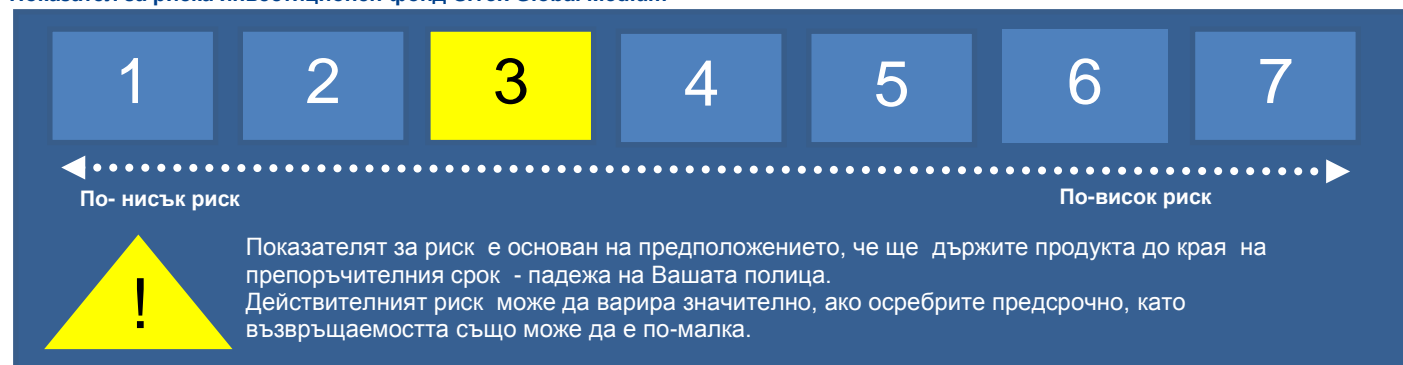 1 2 3 4 5 6 7
По- нисък риск По-висок риск
!
Показателят за риск е основан на предположението, че ще държите продукта до края на
препоръчителния срок - падежа на Вашата полица.
Действителният риск може да варира значително, ако осребрите предсрочно, като
възвръщаемостта също може да е по-малка.